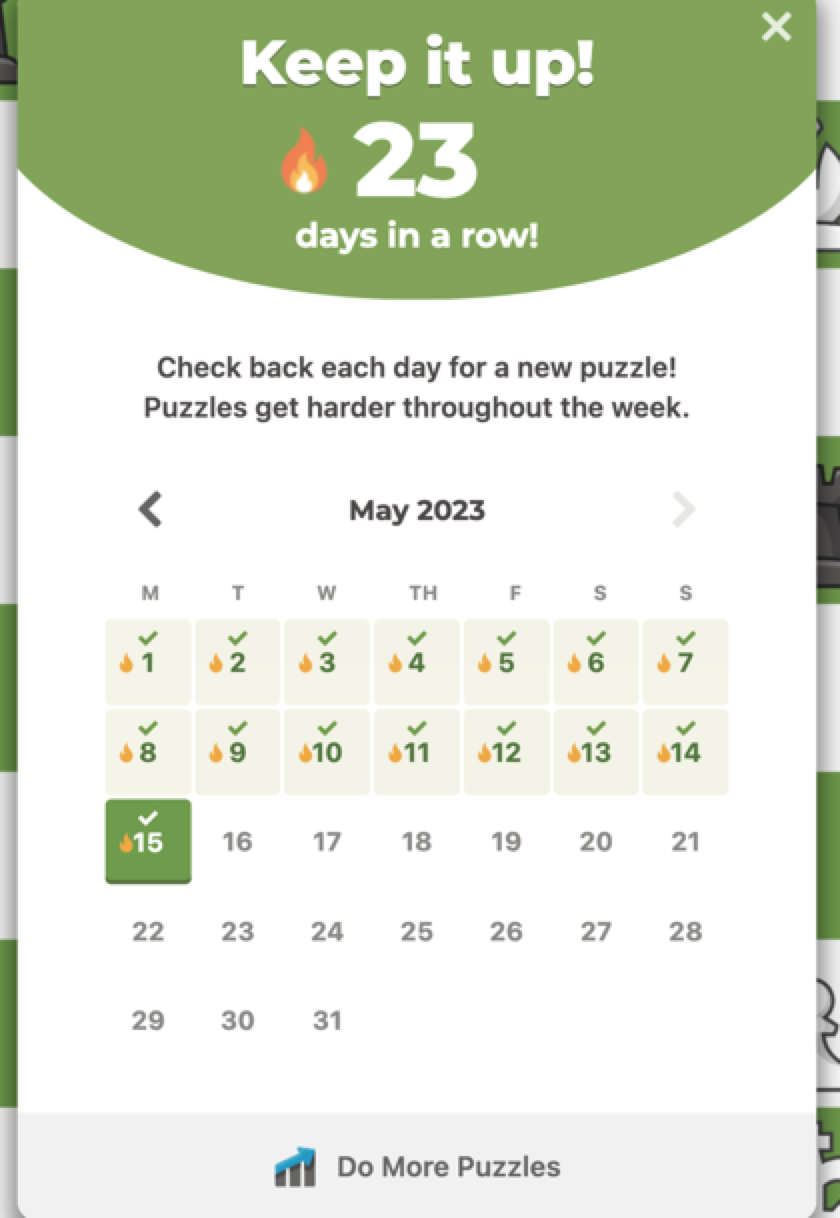 Keep it up!
23
days in a row!
Check back each day for a new puzzle!
Puzzles get harder throughout the week.
May 2023
M T W TH F S S
1 2 3 4 5 6 7
8 9 10 11 12 13 14
15 16 17 18 19 20 21
22 23 24 25 26 27 28
29 30 31
Do More Puzzles